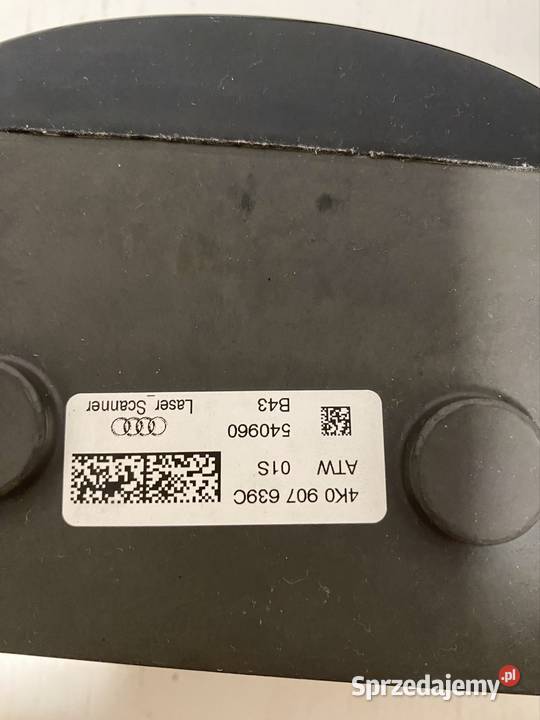 4K0 907 639C
ATW 01S
540960
B43 Laser_Scanner
Sprzedajemy.pl